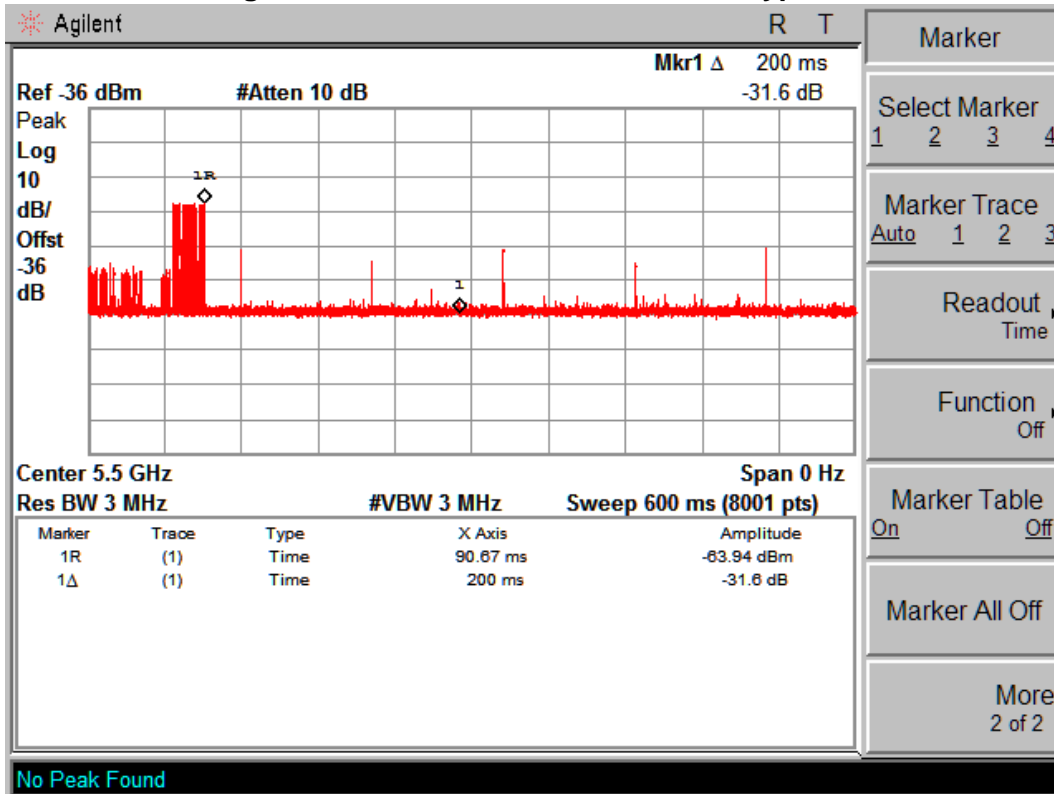 Agilent R T
Mkr1 Δ 200 ms
Ref -36 dBm #Atten 10 dB -31.6 dB
Peak
Log
10
dB/
Offst
-36
dB
1R
1
Center 5.5 GHz Span 0 Hz
Res BW 3 MHz #VBW 3 MHz Sweep 600 ms (8001 pts)
Marker Trace Type X Axis Amplitude
1R (1) Time 90.67 ms -63.94 dBm
1Δ (1) Time 200 ms -31.6 dB
No Peak Found
Marker
Select Marker
1 2 3 4
Marker Trace
Auto 1 2 3
Readout
Time
Function
Off
Marker Table
On Off
Marker All Off
More
2 of 2